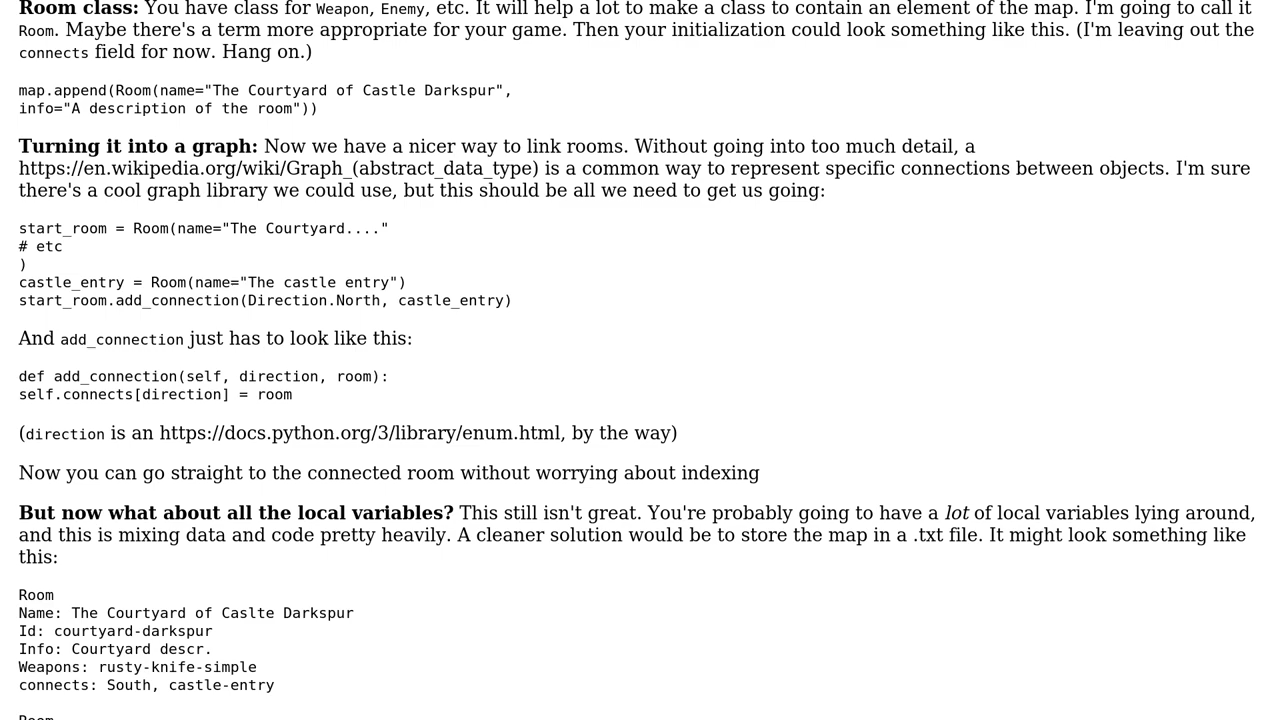 Room class: You have class for Weapon, Enemy, etc. It will help a lot to make a class to contain an element of the map. I'm going to call it
Room. Maybe there's a term more appropriate for your game. Then your initialization could look something like this. (I'm leaving out the
connects field for now. Hang on.)
map.append(Room(name="The Courtyard of Castle Darkspur",
info="A description of the room"))
Turning it into a graph: Now we have a nicer way to link rooms. Without going into too much detail, a
https://en.wikipedia.org/wiki/Graph_(abstract_data_type) is a common way to represent specific connections between objects. I'm sure
there's a cool graph library we could use, but this should be all we need to get us going:
start_room = Room(name="The Courtyard...."
# etc
)
castle_entry = Room(name="The castle entry")
start_room.add_connection(Direction.North, castle_entry)
And add_connection just has to look like this:
def add_connection(self, direction, room):
self.connects[direction] = room
(direction is an https://docs.python.org/3/library/enum.html, by the way)
Now you can go straight to the connected room without worrying about indexing
But now what about all the local variables? This still isn't great. You're probably going to have a lot of local variables lying around,
and this is mixing data and code pretty heavily. A cleaner solution would be to store the map in a .txt file. It might look something like
this:
Room
Name: The Courtyard of Caslte Darkspur
Id: courtyard-darkspur
Info: Courtyard descr.
Weapons: rusty-knife-simple
connects: South, castle-entry
Room